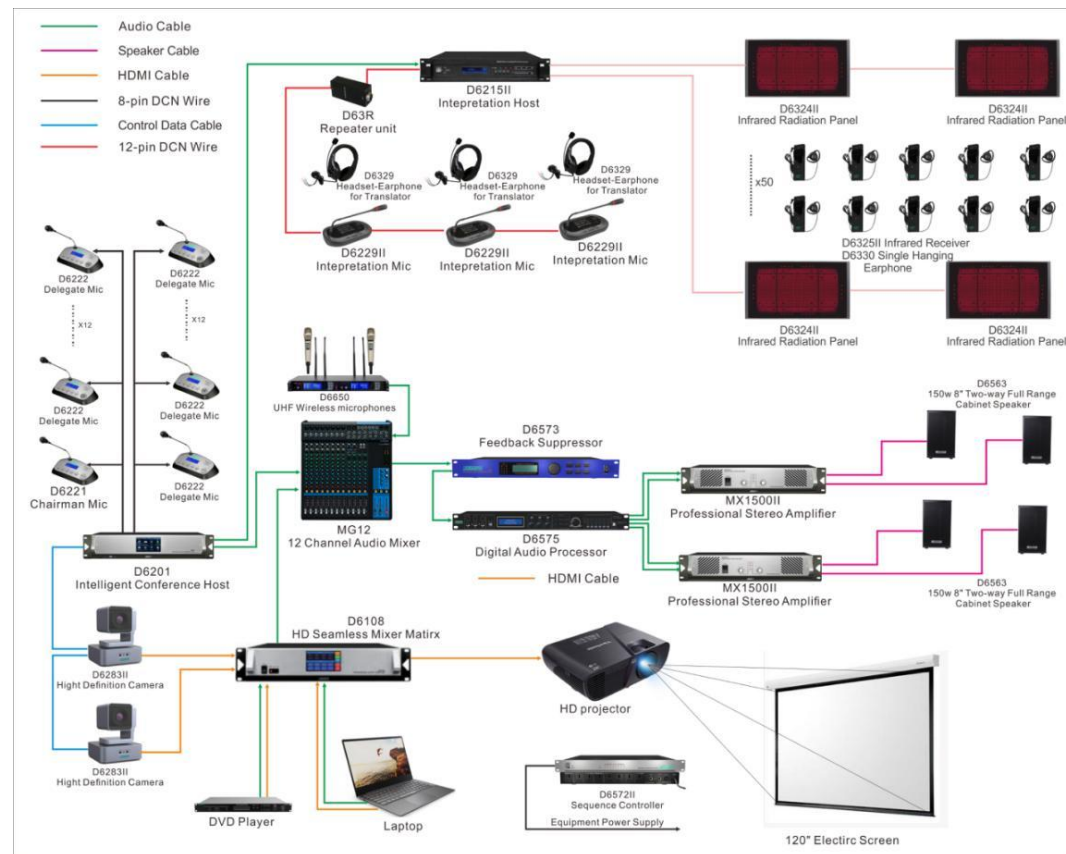 Audio Cable
Speaker Cable
HDMI Cable
8-pin DCN Wire
Control Data Cable
12-pin DCN Wire
D6215II
Intepretation Host
D63R
Repeater unit
D6329
Headset-Earphone
for Translator
D6329
Headset-Earphone
for Translator
D6329
Headset-Earphone
for Translator
D6229II
Intepretation Mic
D6229II
Intepretation Mic
D6229II
Intepretation Mic
D6324II
Infrared Radiation Panel
D6324II
Infrared Radiation Panel
x50
D6325II Infrared Receiver
D6330 Single Hanging
Earphone
D6324II
Infrared Radiation Panel
D6324II
Infrared Radiation Panel
D6222
Delegate Mic
D6222
Delegate Mic
X12
X12
D6222
Delegate Mic
D6222
Delegate Mic
D6221
Chairman Mic
D6222
Delegate Mic
D6201
Intelligent Conference Host
D6650
UHF Wireless microphones
MG12
12 Channel Audio Mixer
D6573
Feedback Suppressor
D6575
Digital Audio Processor
HDMI Cable
MX1500II
Professional Stereo Amplifier
MX1500II
Professional Stereo Amplifier
D6563
150w 8" Two-way Full Range
Cabinet Speaker
D6563
150w 8" Two-way Full Range
Cabinet Speaker
D6283II
Hight Definition Camera
D6283II
Hight Definition Camera
D6108
HD Seamless Mixer Matirx
DVD Player
Laptop
HD projector
D6572II
Sequence Controller
Equipment Power Supply
120" Electirc Screen